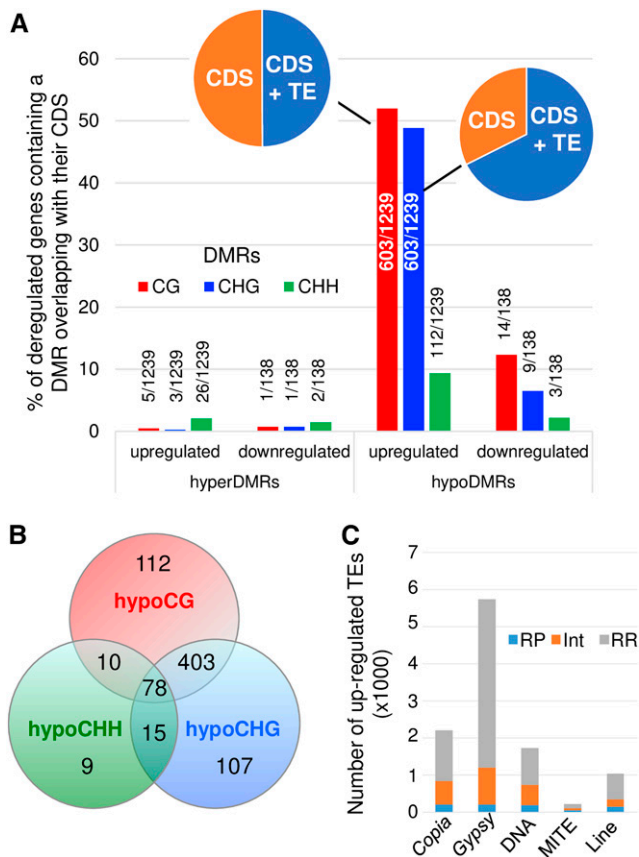 A
% of deregulated genes containing a
DMR overlapping with their CDS
60
50
40
30
20
10
0
CDS
CDS
+ TE
CDS
CDS
+ TE
DMRs
CG
CHG
CHH
5/1239
3/1239
26/1239
1/138
1/138
2/138
603/1239
603/1239
112/1239
14/138
9/138
3/138
upregulated
downregulated
upregulated
downregulated
hyperDMRs
hypoDMRs
B
112
hypoCG
10
403
78
hypoCHH
15
hypoCHG
9
107
C
Number of up-regulated TEs
(x1000)
7
6
5
4
3
2
1
0
RP
Int
RR
Copia
Gypsy
DNA
MITE
Line